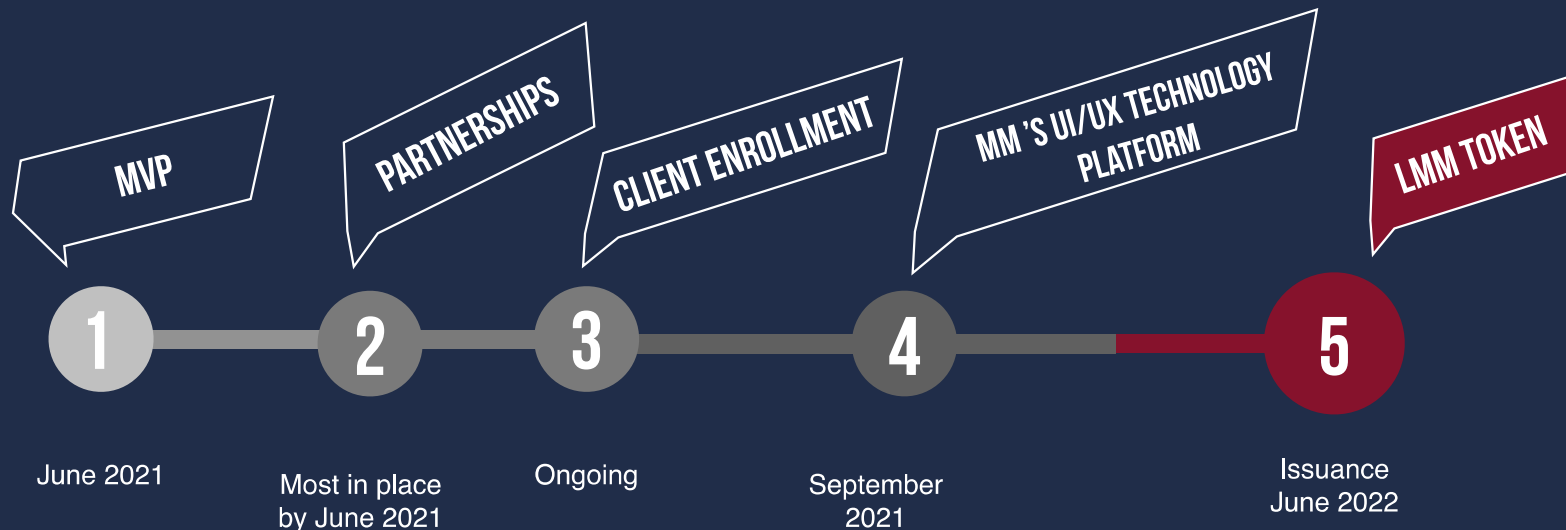 MVP
PARTNERSHIPS
CLIENT ENROLLMENT
MM 'S UI/UX TECHNOLOGY
PLATFORM
LMM TOKEN
1
2
3
4
5
June 2021
Most in place
by June 2021
Ongoing
September
2021
Issuance
June 2022